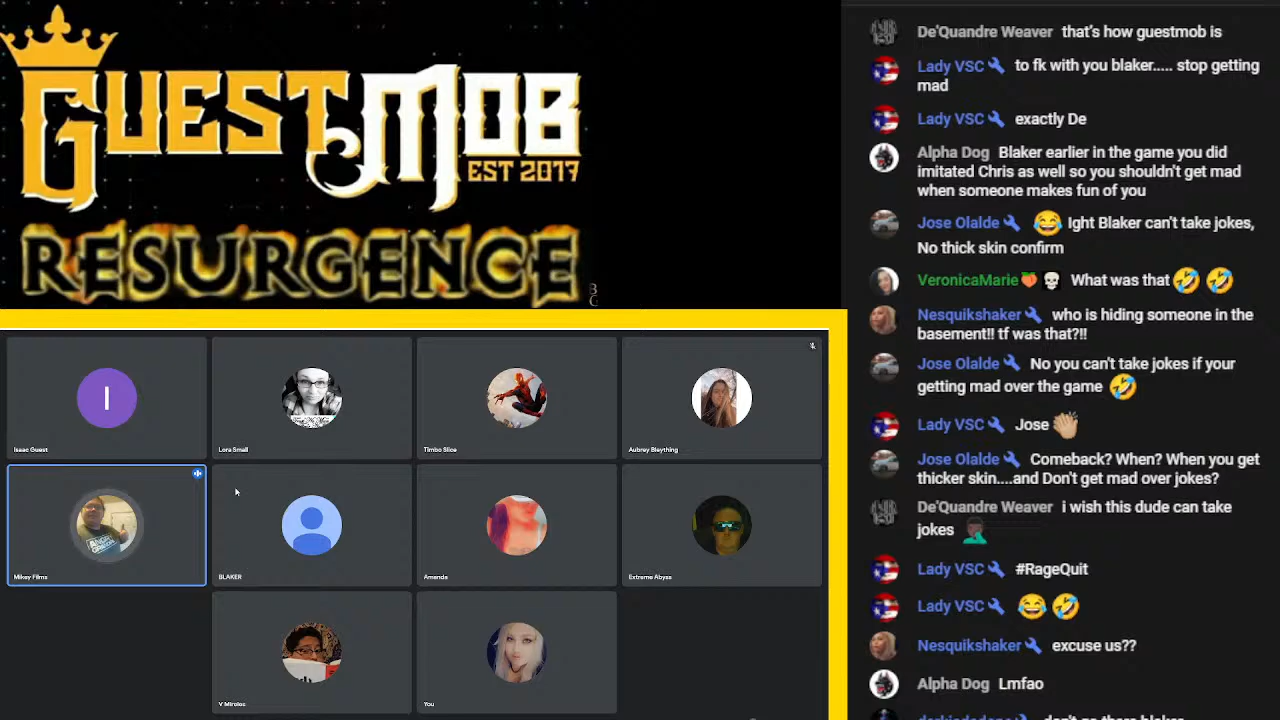 GUESTMOB
EST 2017
RESURGENCE
Isaac Guest
Lora Small
Timbo Slice
Aubrey Blaything
Mikey Films
BLAKER
Amanda
Extreme Abyss
V Miroloc
You
De'Quandre Weaver that's how guestmob is
Lady VSC to fk with you blaker..... stop getting
mad
Lady VSC exactly De
Alpha Dog Blaker earlier in the game you did
imitated Chris as well so you shouldn't get mad
when someone makes fun of you
Jose Olalde 😂 Ight Blaker can't take jokes,
No thick skin confirm
VeronicaMarie🍑💀 What was that 🤣 🤣
Nesquikshaker who is hiding someone in the
basement!! tf was that?!!
Jose Olalde No you can't take jokes if your
getting mad over the game 🤣
Lady VSC Jose 👏🏼
Jose Olalde Comeback? When? When you get
thicker skin....and Don't get mad over jokes?
De'Quandre Weaver i wish this dude can take
jokes
Lady VSC #RageQuit
Lady VSC 😂 🤣
Nesquikshaker excuse us??
Alpha Dog Lmfao